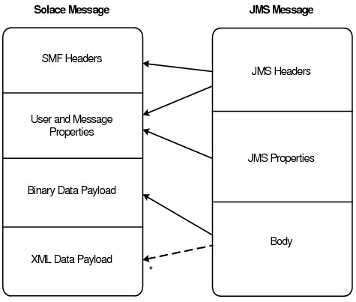 Solace Message
JMS Message
SMF Headers
JMS Headers
User and Message
Properties
JMS Properties
Binary Data Payload
Body
XML Data Payload
*